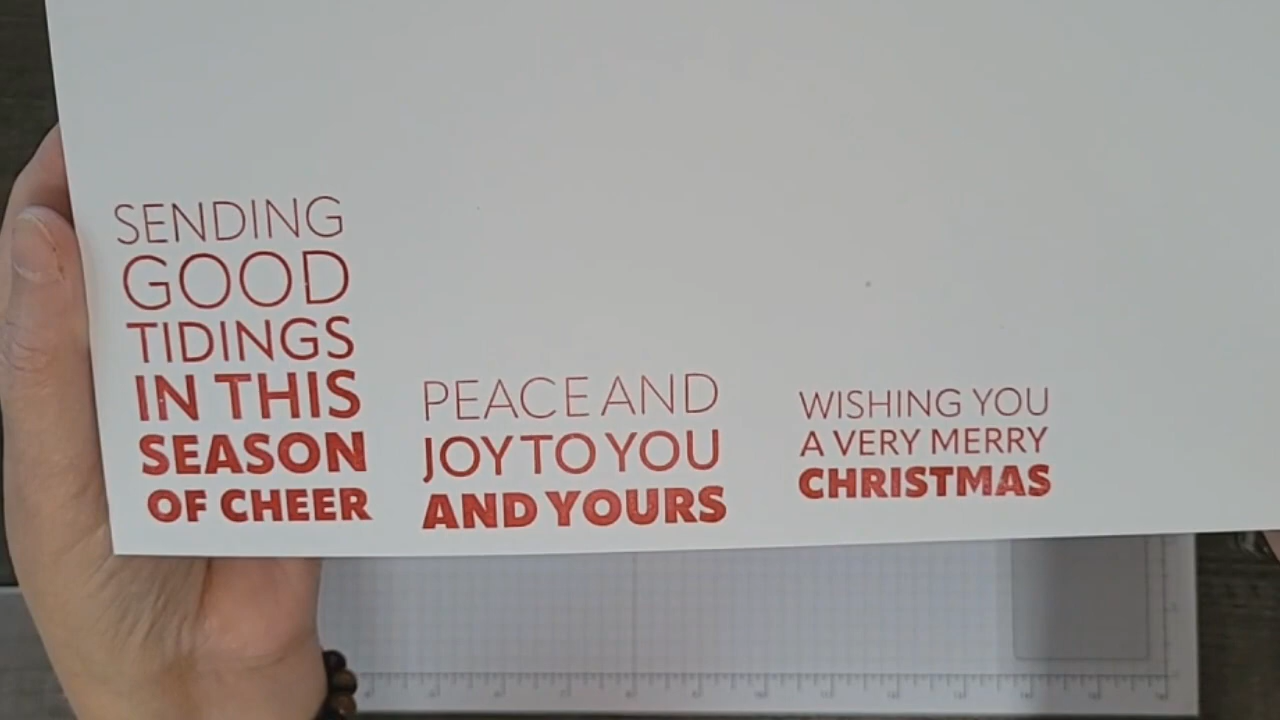 SENDING
GOOD
TIDINGS
IN THIS
SEASON
OF CHEER
PEACE AND
JOY TO YOU
AND YOURS
WISHING YOU
A VERY MERRY
CHRISTMAS